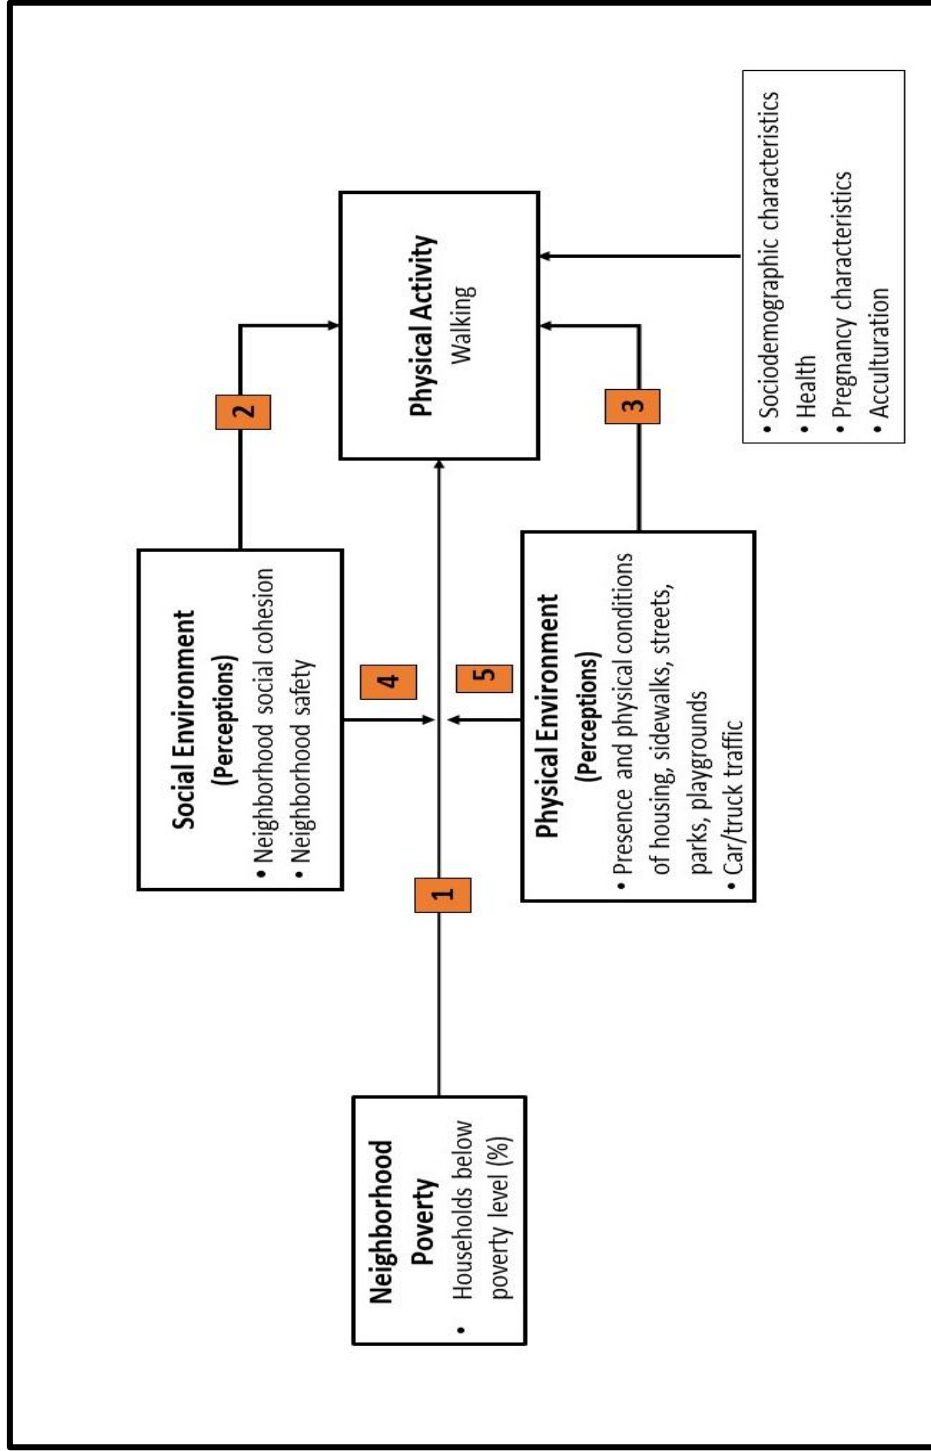 Neighborhood
Poverty
• Households below
poverty level (%)
1
Social Environment
(Perceptions)
• Neighborhood social cohesion
• Neighborhood safety
2
4
Physical Environment
(Perceptions)
• Presence and physical conditions
of housing, sidewalks, streets,
parks, playgrounds
• Car/truck traffic
5
3
Physical Activity
Walking
• Sociodemographic characteristics
• Health
• Pregnancy characteristics
• Acculturation